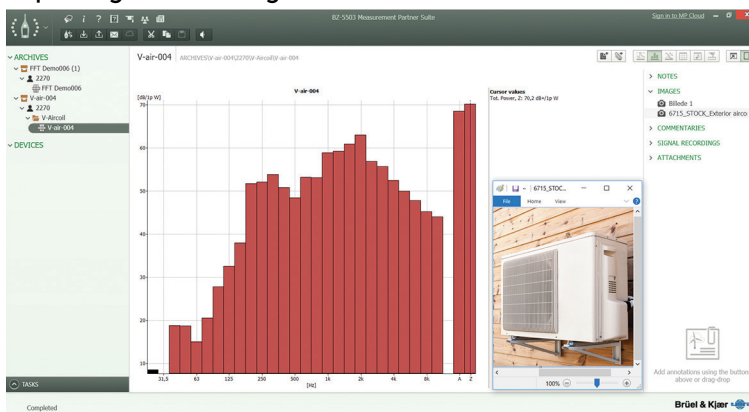 BZ-5503 Measurement Partner Suite
Sign in to MP Cloud
ARCHIVES
FFT Demo006 (1)
2270
FFT Demo006
V-air-004
2270
V-Aircoil
V-air-004
DEVICES
TASKS
Completed
V-air-004
ARCHIVES\V-air-004\2270\V-Aircoil\V-air-004
V-air-004
[dB/1p W]
70
60
50
40
30
20
10
31,5 63 125 250 500 1k 2k 4k 8k A Z
[Hz]
Cursor values
Tot. Power, Z: 70,2 dB*/1p W
6715_STOC...
File Home View
100%
NOTES
IMAGES
Billede 1
6715_STOCK_Exterior airco
COMMENTARIES
SIGNAL RECORDINGS
ATTACHMENTS
Add annotations using the button
above or drag-drop
Brüel & Kjær